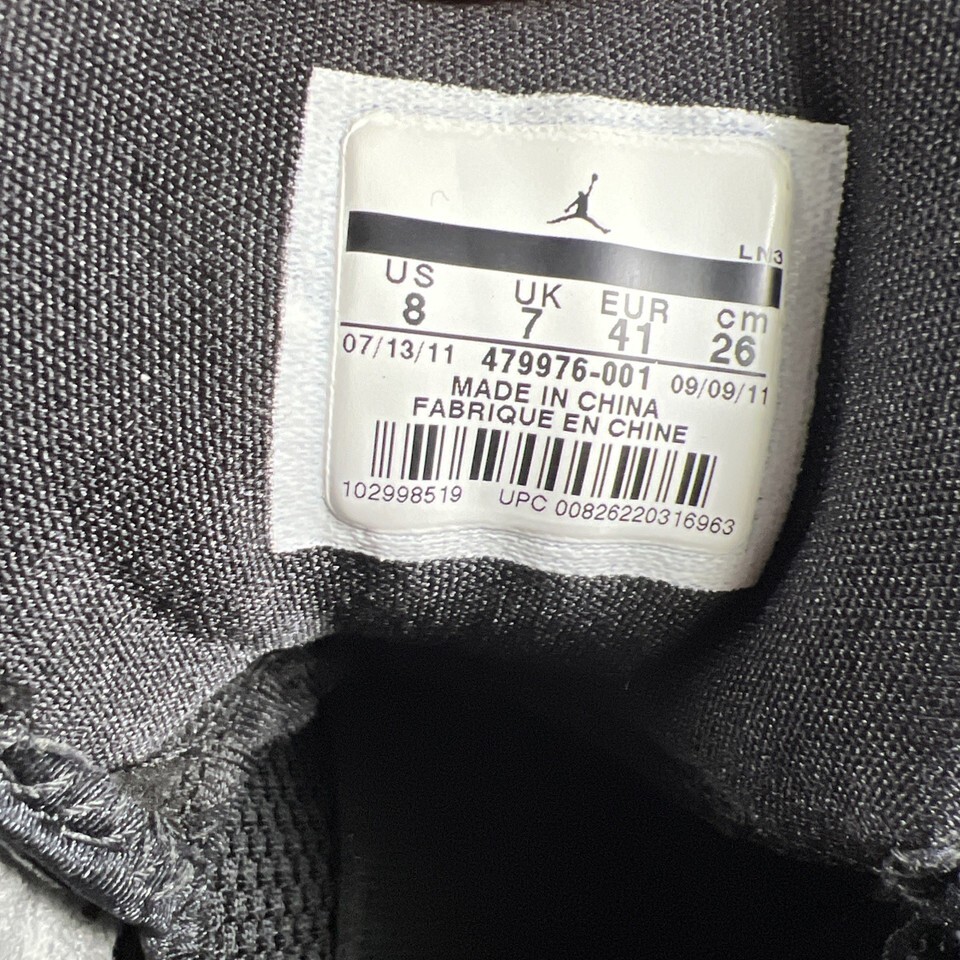 LN3
US UK EUR cm
8 7 41 26
07/13/11 479976-001 09/09/11
MADE IN CHINA
FABRIQUE EN CHINE
102998519 UPC 00826220316963